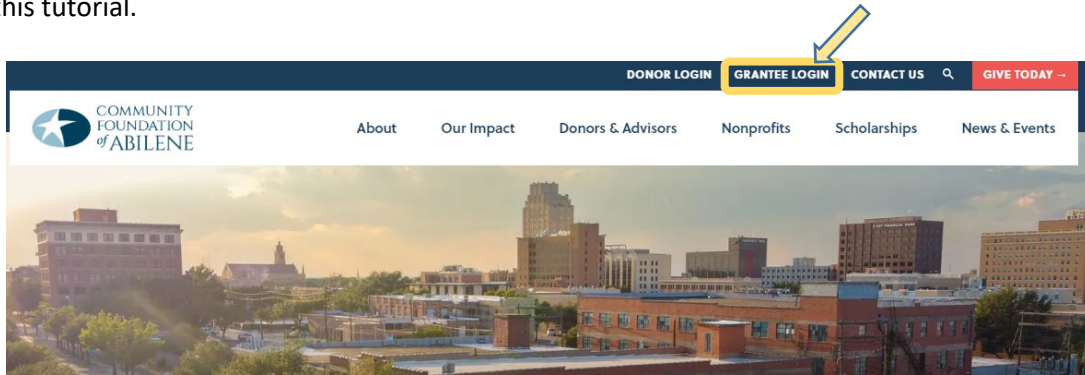 this tutorial.
DONOR LOGIN GRANTEE LOGIN CONTACT US GIVE TODAY →
COMMUNITY
FOUNDATION
of ABILENE
About Our Impact Donors & Advisors Nonprofits Scholarships News & Events